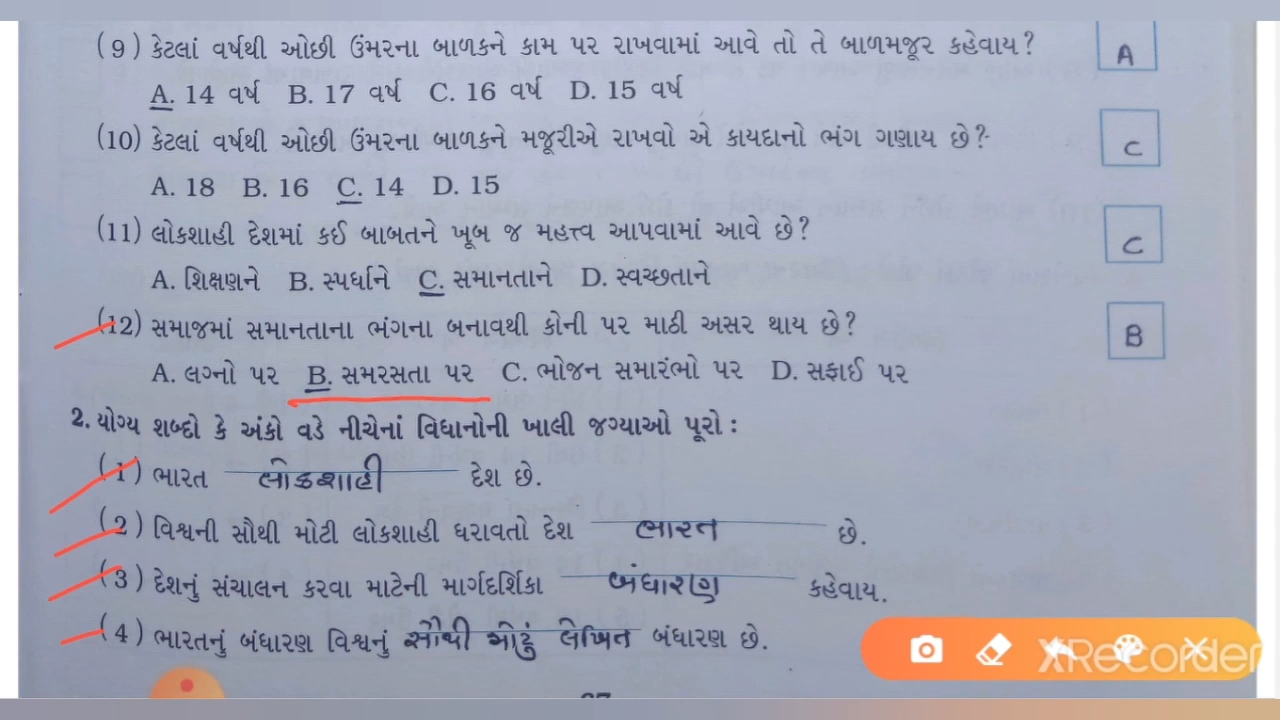 (9) કેટલાં વર્ષથી ઓછી ઉંમરના બાળકને કામ પર રાખવામાં આવે તો તે બાળમજૂર કહેવાય? A
A. 14 વર્ષ B. 17 વર્ષ C. 16 વર્ષ D. 15 વર્ષ
(10) કેટલાં વર્ષથી ઓછી ઉંમરના બાળકને મજૂરીએ રાખવો એ કાયદાનો ભંગ ગણાય છે? C
A. 18 B. 16 C. 14 D. 15
(11) લોકશાહી દેશમાં કઈ બાબતને ખૂબ જ મહત્ત્વ આપવામાં આવે છે? C
A. શિક્ષણને B. સ્પર્ધાને C. સમાનતાને D. સ્વચ્છતાને
(12) સમાજમાં સમાનતાના ભંગના બનાવથી કોની પર માઠી અસર થાય છે? B
A. લગ્નો પર B. સમરસતા પર C. ભોજન સમારંભો પર D. સફાઈ પર
2. યોગ્ય શબ્દો કે અંકો વડે નીચેનાં વિધાનોની ખાલી જગ્યાઓ પૂરો :
(1) ભારત લોકશાહી દેશ છે.
(2) વિશ્વની સૌથી મોટી લોકશાહી ધરાવતો દેશ ભારત છે.
(3) દેશનું સંચાલન કરવા માટેની માર્ગદર્શિકા બંધારણ કહેવાય.
(4) ભારતનું બંધારણ વિશ્વનું સૌથી મોટું લેખિત બંધારણ છે.
XRecorder